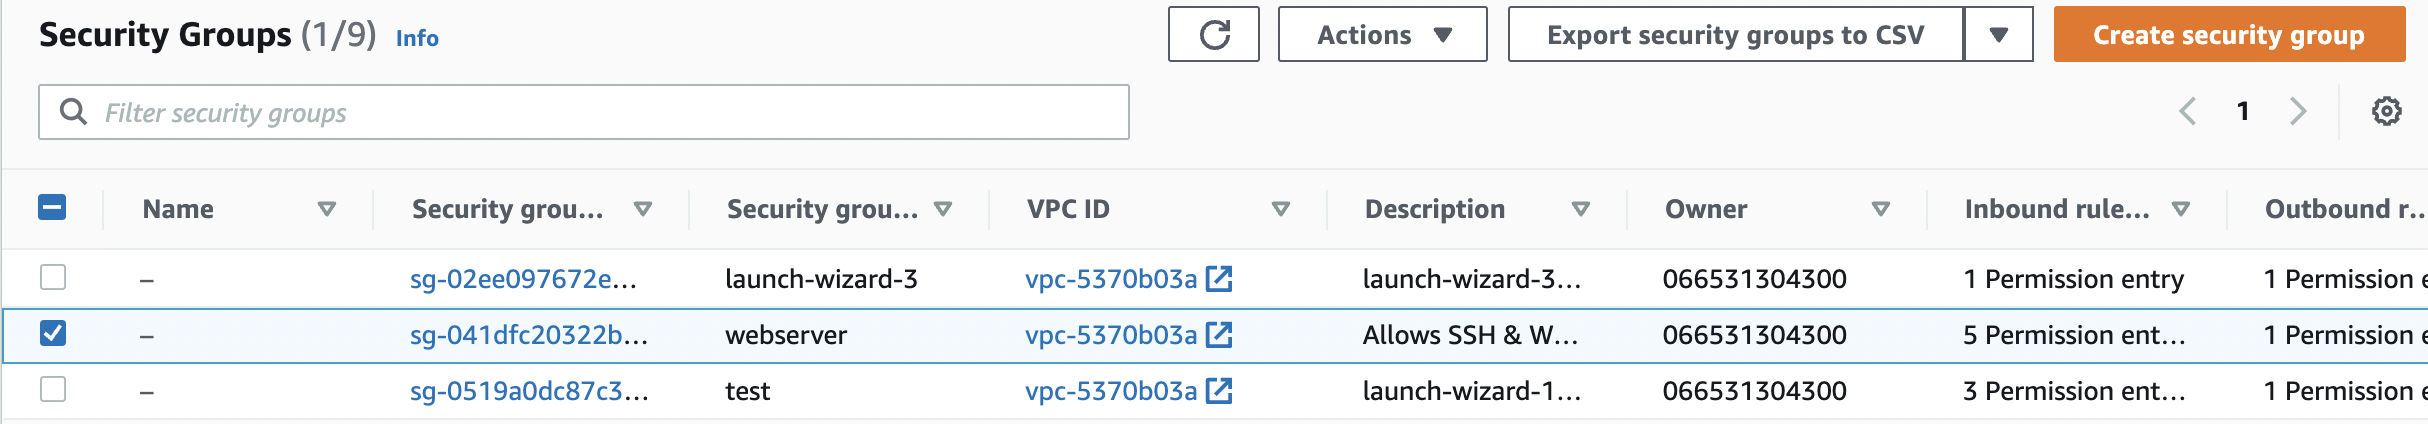 Security Groups (1/9) Info Actions Export security groups to CSV Create security group
Filter security groups 1
Name Security grou... Security grou... VPC ID Description Owner Inbound rule... Outbound r...
– sg-02ee097672e... launch-wizard-3 vpc-5370b03a launch-wizard-3... 066531304300 1 Permission entry 1 Permission e
– sg-041dfc20322b... webserver vpc-5370b03a Allows SSH & W... 066531304300 5 Permission ent... 1 Permission e
– sg-0519a0dc87c3... test vpc-5370b03a launch-wizard-1... 066531304300 3 Permission ent... 1 Permission e